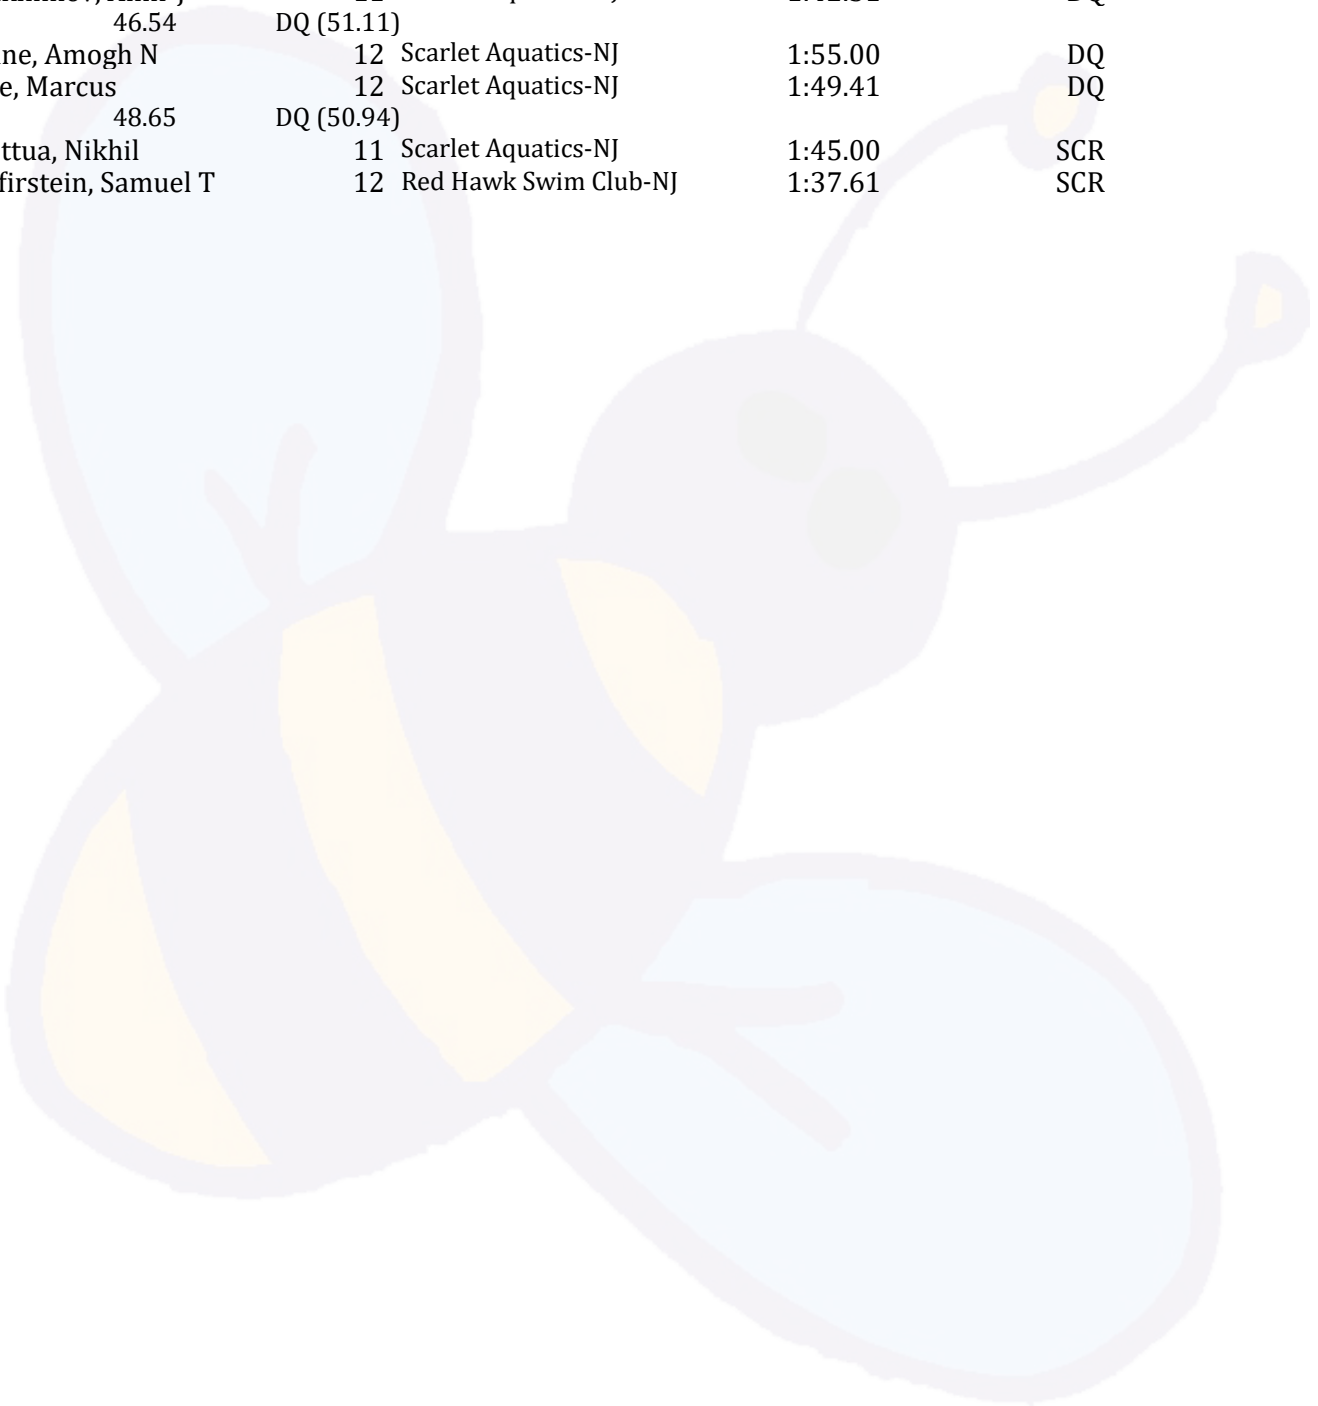 46.54 DQ (51.11)
ne, Amogh N 12 Scarlet Aquatics-NJ 1:55.00 DQ
e, Marcus 12 Scarlet Aquatics-NJ 1:49.41 DQ
48.65 DQ (50.94)
ttua, Nikhil 11 Scarlet Aquatics-NJ 1:45.00 SCR
firstein, Samuel T 12 Red Hawk Swim Club-NJ 1:37.61 SCR